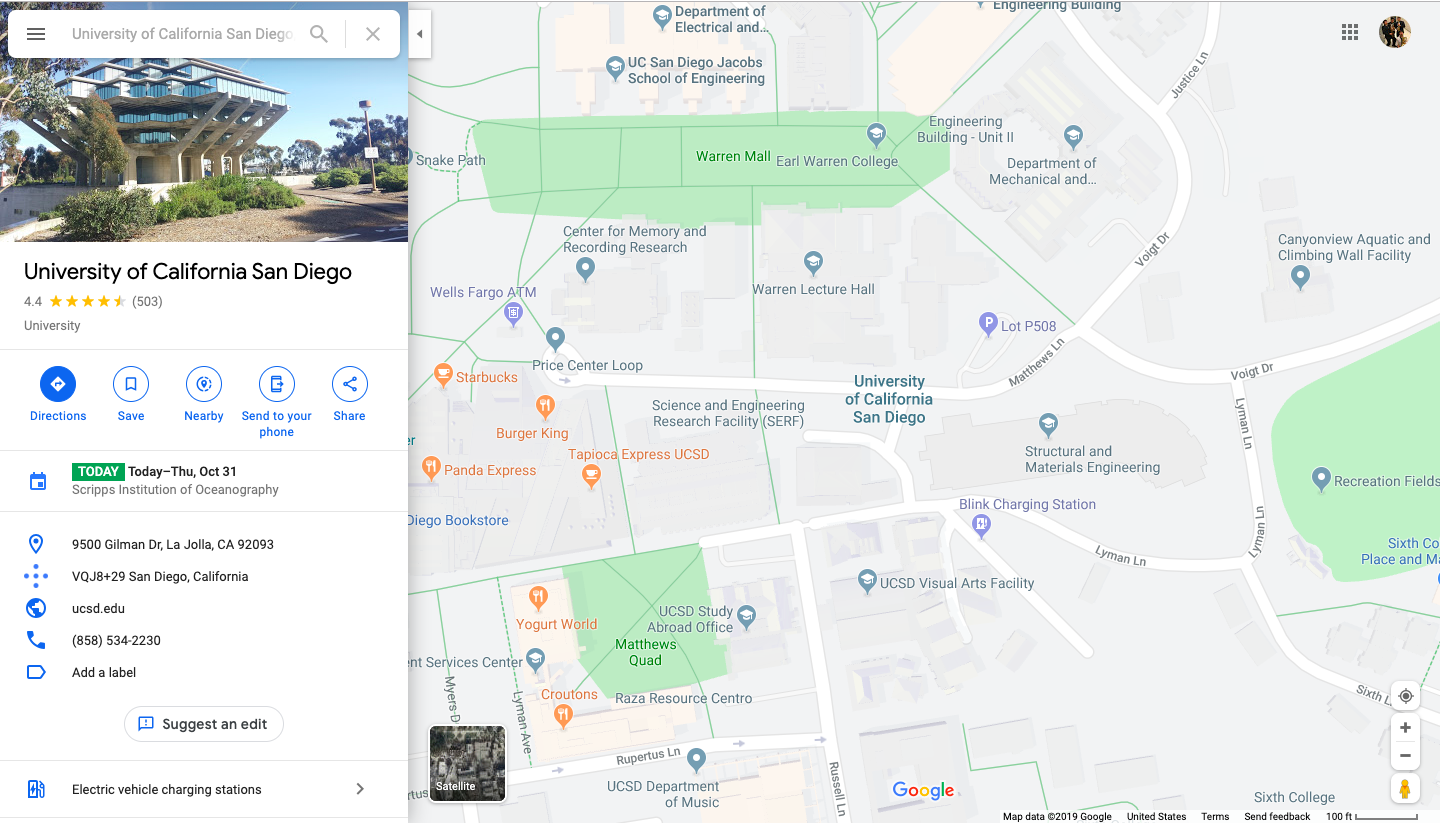 University of California San Diego
University of California San Diego
4.4
(503)
University
Directions
Save
Nearby
Send to your
phone
Share
TODAY Today–Thu, Oct 31
Scripps Institution of Oceanography
9500 Gilman Dr, La Jolla, CA 92093
VQJ8+29 San Diego, California
ucsd.edu
(858) 534-2230
Add a label
Suggest an edit
Electric vehicle charging stations
Department of
Electrical and...
Engineering Building
UC San Diego Jacobs
School of Engineering
Justice Ln
Engineering
Building - Unit II
Snake Path
Warren Mall
Earl Warren College
Department of
Mechanical and...
Center for Memory and
Recording Research
Voigt Dr
Canyonview Aquatic and
Climbing Wall Facility
Wells Fargo ATM
Warren Lecture Hall
Lot P508
Price Center Loop
Matthews Ln
Voigt Dr
Starbucks
University
of California
San Diego
Science and Engineering
Research Facility (SERF)
Lyman Ln
Burger King
er
Tapioca Express UCSD
Panda Express
Structural and
Materials Engineering
Recreation Fields
Blink Charging Station
Diego Bookstore
Lyman Ln
Lyman Ln
Sixth Co
Place and Ma
UCSD Visual Arts Facility
Yogurt World
UCSD Study
Abroad Office
Matthews
Quad
nt Services Center
Myers D
Lyman Ave
Croutons
Raza Resource Centro
Sixth L
Rupertus Ln
Russell Ln
Satellite
rtus
UCSD Department
of Music
Google
Sixth College
Map data ©2019 Google
United States
Terms
Send feedback
100 ft